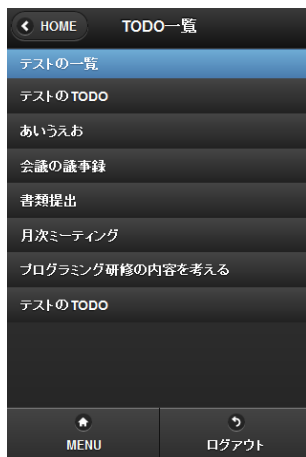 HOME
TODO一覧
テストの一覧
テストのTODO
あいうえお
会議の議事録
書類提出
月次ミーティング
プログラミング研修の内容を考える
テストのTODO
MENU
ログアウト